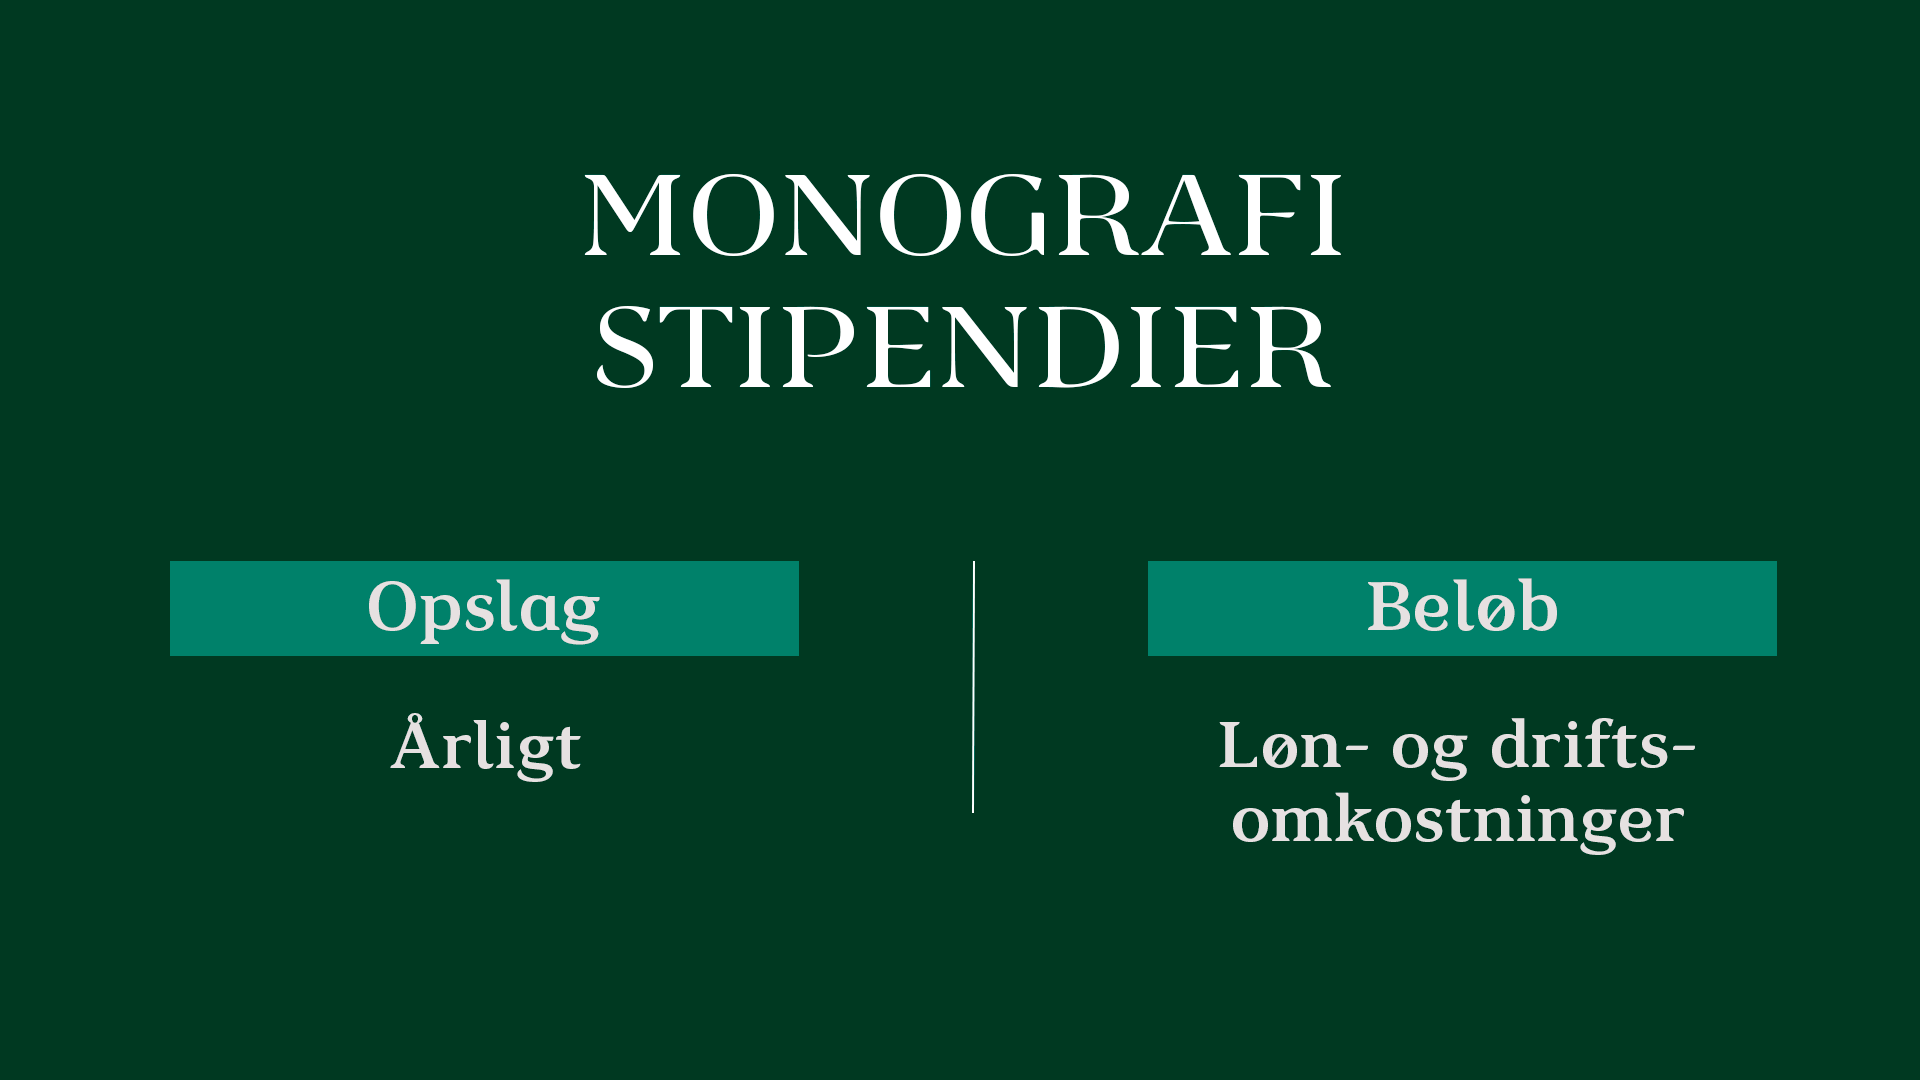 MONOGRAFI
STIPENDIER
Opslag
Årligt
Beløb
Løn- og drifts-
omkostninger